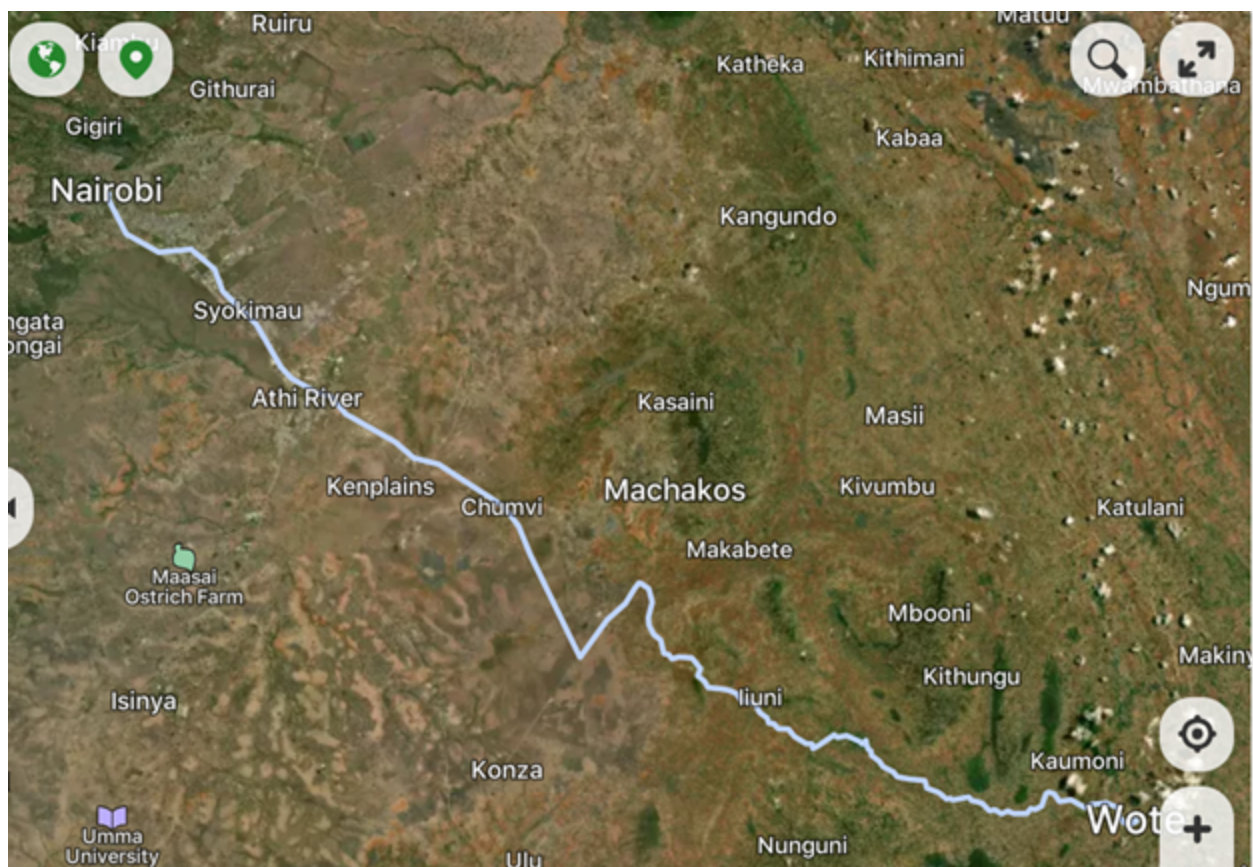 Ruiru
Matuu
Kiambu
Katheka
Kithimani
Githurai
Mwambathana
Gigiri
Kabaa
Nairobi
Kangundo
Ngum
Syokimau
ngata
ongai
Athi River
Kasaini
Masii
Kenplains
Machakos
Kivumbu
Chumvi
Katulani
Makabete
Maasai
Ostrich Farm
Mbooni
Makiny
Kithungu
Isinya
Iiuni
Konza
Kaumoni
Wote
Umma
University
Nunguni
Ulu